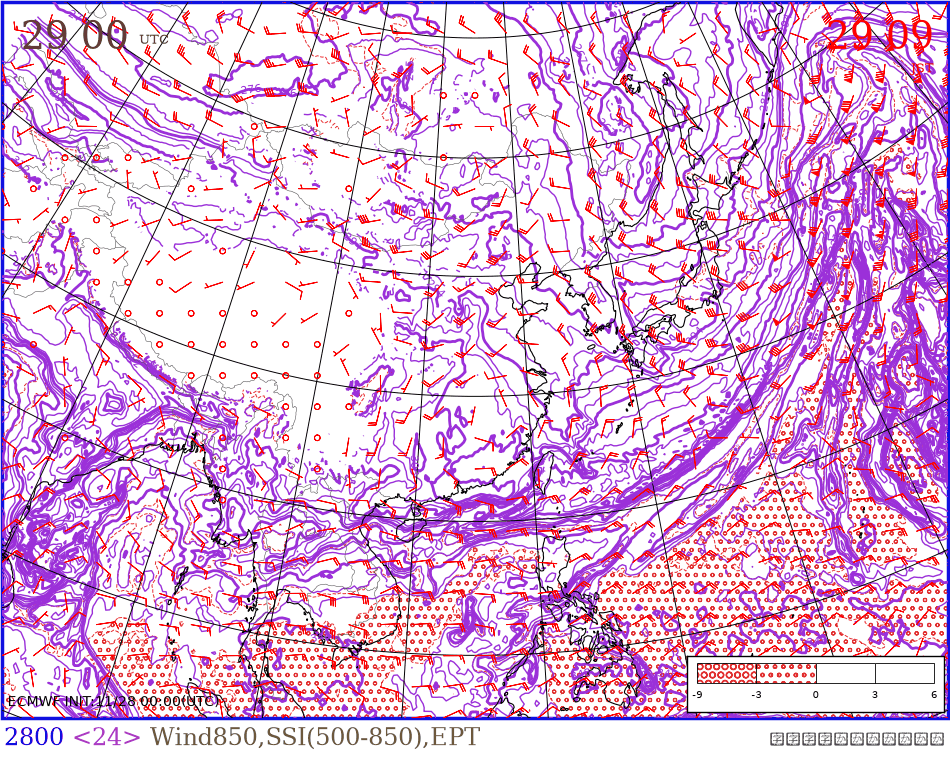 29 00 UTC
29 09
276
-9 -3 0 3 6
ECMWF INIT:11/28 00:00(UTC)
2800 <24> Wind850,SSI(500-850),EPT